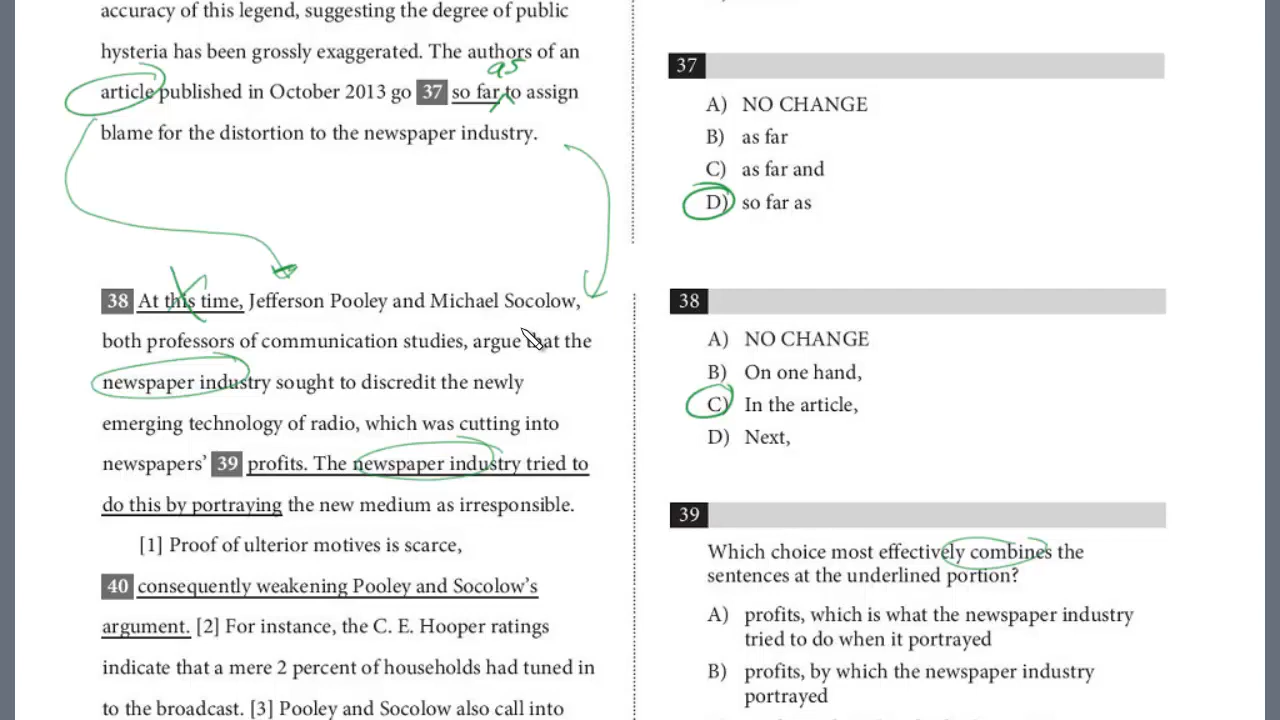 accuracy of this legend, suggesting the degree of public
hysteria has been grossly exaggerated. The authors of an
as
article published in October 2013 go 37 so far to assign
blame for the distortion to the newspaper industry.
38 At this time, Jefferson Pooley and Michael Socolow,
both professors of communication studies, argue that the
newspaper industry sought to discredit the newly
emerging technology of radio, which was cutting into
newspapers’ 39 profits. The newspaper industry tried to
do this by portraying the new medium as irresponsible.
[1] Proof of ulterior motives is scarce,
40 consequently weakening Pooley and Socolow’s
argument. [2] For instance, the C. E. Hooper ratings
indicate that a mere 2 percent of households had tuned in
to the broadcast. [3] Pooley and Socolow also call into
37
A) NO CHANGE
B) as far
C) as far and
D) so far as
38
A) NO CHANGE
B) On one hand,
C) In the article,
D) Next,
39
Which choice most effectively combines the
sentences at the underlined portion?
A) profits, which is what the newspaper industry
tried to do when it portrayed
B) profits, by which the newspaper industry
portrayed